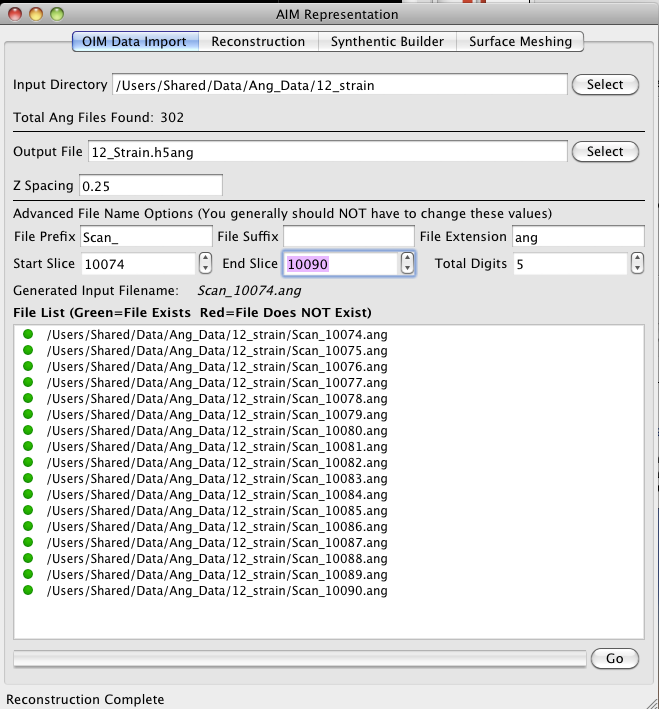 AIM Representation
OIM Data Import Reconstruction Synthentic Builder Surface Meshing
Input Directory /Users/Shared/Data/Ang_Data/12_strain Select
Total Ang Files Found: 302
Output File 12_Strain.h5ang Select
Z Spacing 0.25
Advanced File Name Options (You generally should NOT have to change these values)
File Prefix Scan_ File Suffix File Extension ang
Start Slice 10074 End Slice 10090 Total Digits 5
Generated Input Filename: Scan_10074.ang
File List (Green=File Exists Red=File Does NOT Exist)
/Users/Shared/Data/Ang_Data/12_strain/Scan_10074.ang
/Users/Shared/Data/Ang_Data/12_strain/Scan_10075.ang
/Users/Shared/Data/Ang_Data/12_strain/Scan_10076.ang
/Users/Shared/Data/Ang_Data/12_strain/Scan_10077.ang
/Users/Shared/Data/Ang_Data/12_strain/Scan_10078.ang
/Users/Shared/Data/Ang_Data/12_strain/Scan_10079.ang
/Users/Shared/Data/Ang_Data/12_strain/Scan_10080.ang
/Users/Shared/Data/Ang_Data/12_strain/Scan_10081.ang
/Users/Shared/Data/Ang_Data/12_strain/Scan_10082.ang
/Users/Shared/Data/Ang_Data/12_strain/Scan_10083.ang
/Users/Shared/Data/Ang_Data/12_strain/Scan_10084.ang
/Users/Shared/Data/Ang_Data/12_strain/Scan_10085.ang
/Users/Shared/Data/Ang_Data/12_strain/Scan_10086.ang
/Users/Shared/Data/Ang_Data/12_strain/Scan_10087.ang
/Users/Shared/Data/Ang_Data/12_strain/Scan_10088.ang
/Users/Shared/Data/Ang_Data/12_strain/Scan_10089.ang
/Users/Shared/Data/Ang_Data/12_strain/Scan_10090.ang
Go
Reconstruction Complete